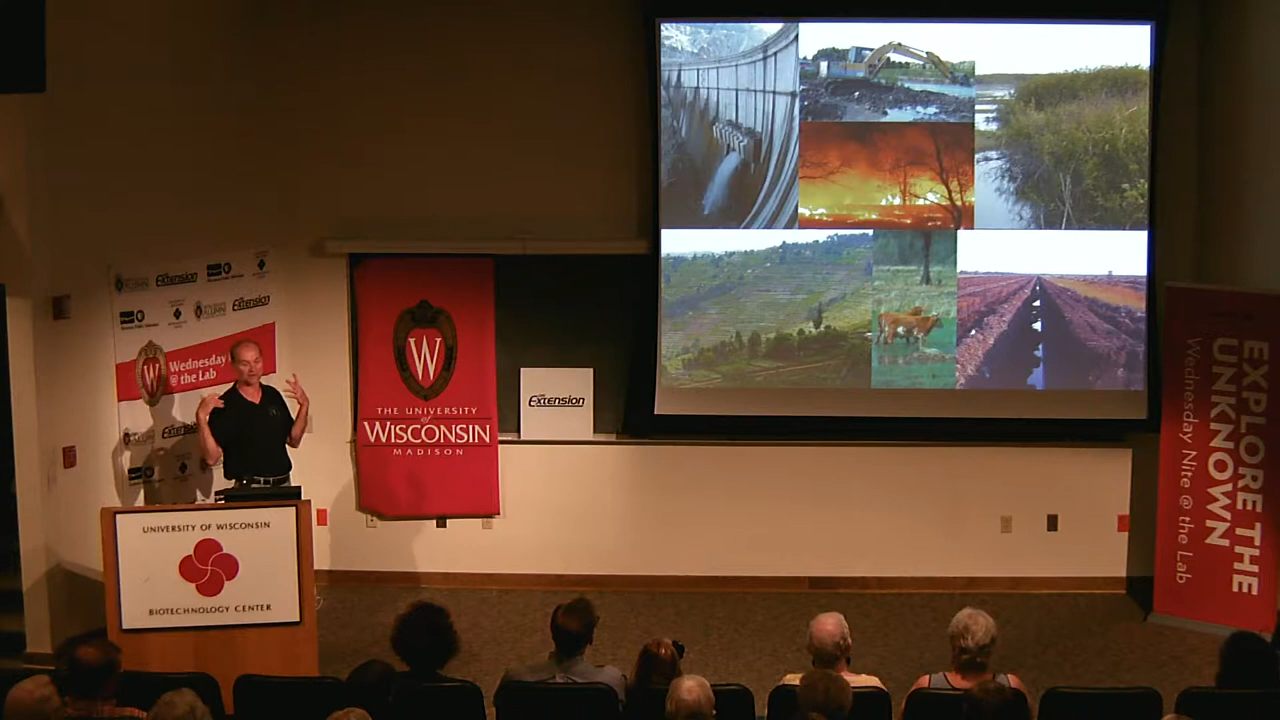 Extension
ALUMNI
Extension
Wednesday
@ the Lab
W
W
THE UNIVERSITY
of
WISCONSIN
MADISON
Extension
UNIVERSITY OF WISCONSIN
BIOTECHNOLOGY CENTER
EXPLORE THE
UNKNOWN
Wednesday Nite @ the Lab